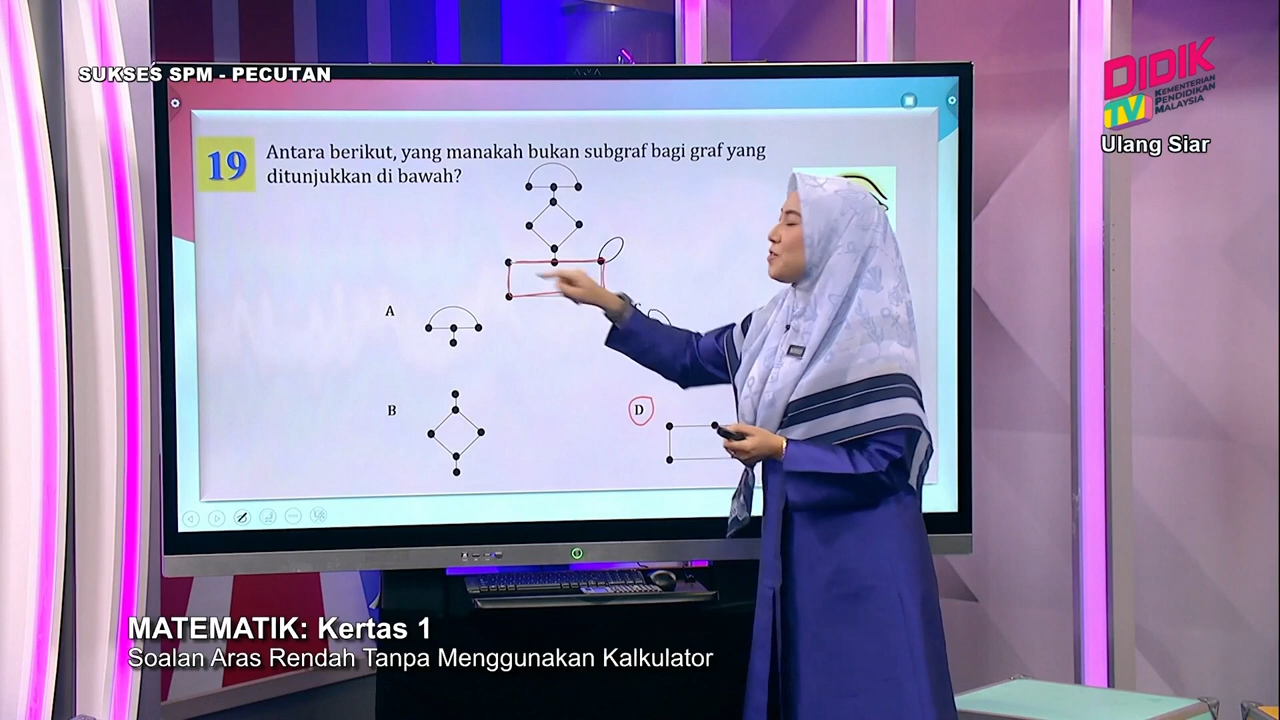 SUKSES SPM - PECUTAN
DIDIK
TV
KEMENTERIAN
PENDIDIKAN
MALAYSIA
Ulang Siar
19
Antara berikut, yang manakah bukan subgraf bagi graf yang
ditunjukkan di bawah?
A
B
D
MATEMATIK: Kertas 1
Soalan Aras Rendah Tanpa Menggunakan Kalkulator